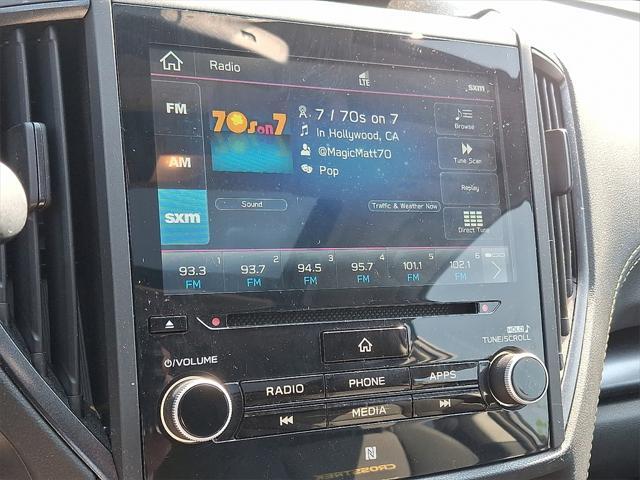 Radio
LTE
sxm
FM
70s on 7
7 / 70s on 7
Browse
In Hollywood, CA
AM
@MagicMatt70
Tune Scan
Pop
Replay
sxm
Sound
Traffic & Weather Now
Direct Tune
1 2 3 4 5 6
93.3 93.7 94.5 95.7 101.1 102.1
FM FM FM FM FM FM
HOLD
TUNE/SCROLL
/VOLUME
RADIO PHONE APPS
MEDIA
N
CROSSTREK